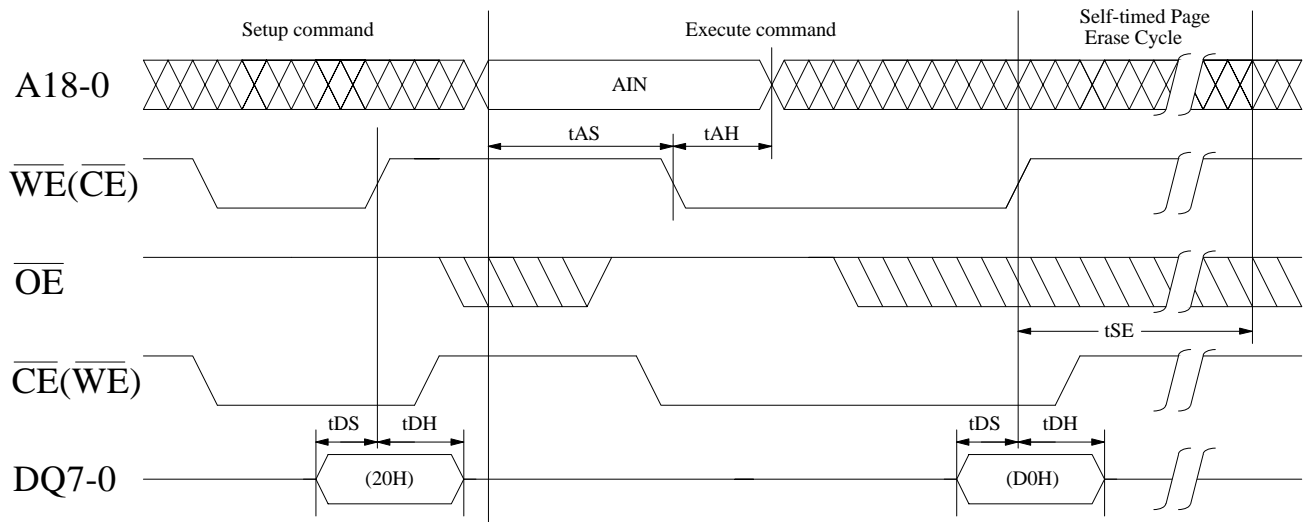 Setup command
Execute command
Self-timed Page
Erase Cycle
A18-0
AIN
tAS
tAH
WE(CE)
OE
tSE
CE(WE)
tDS
tDH
tDS
tDH
DQ7-0
(20H)
(D0H)